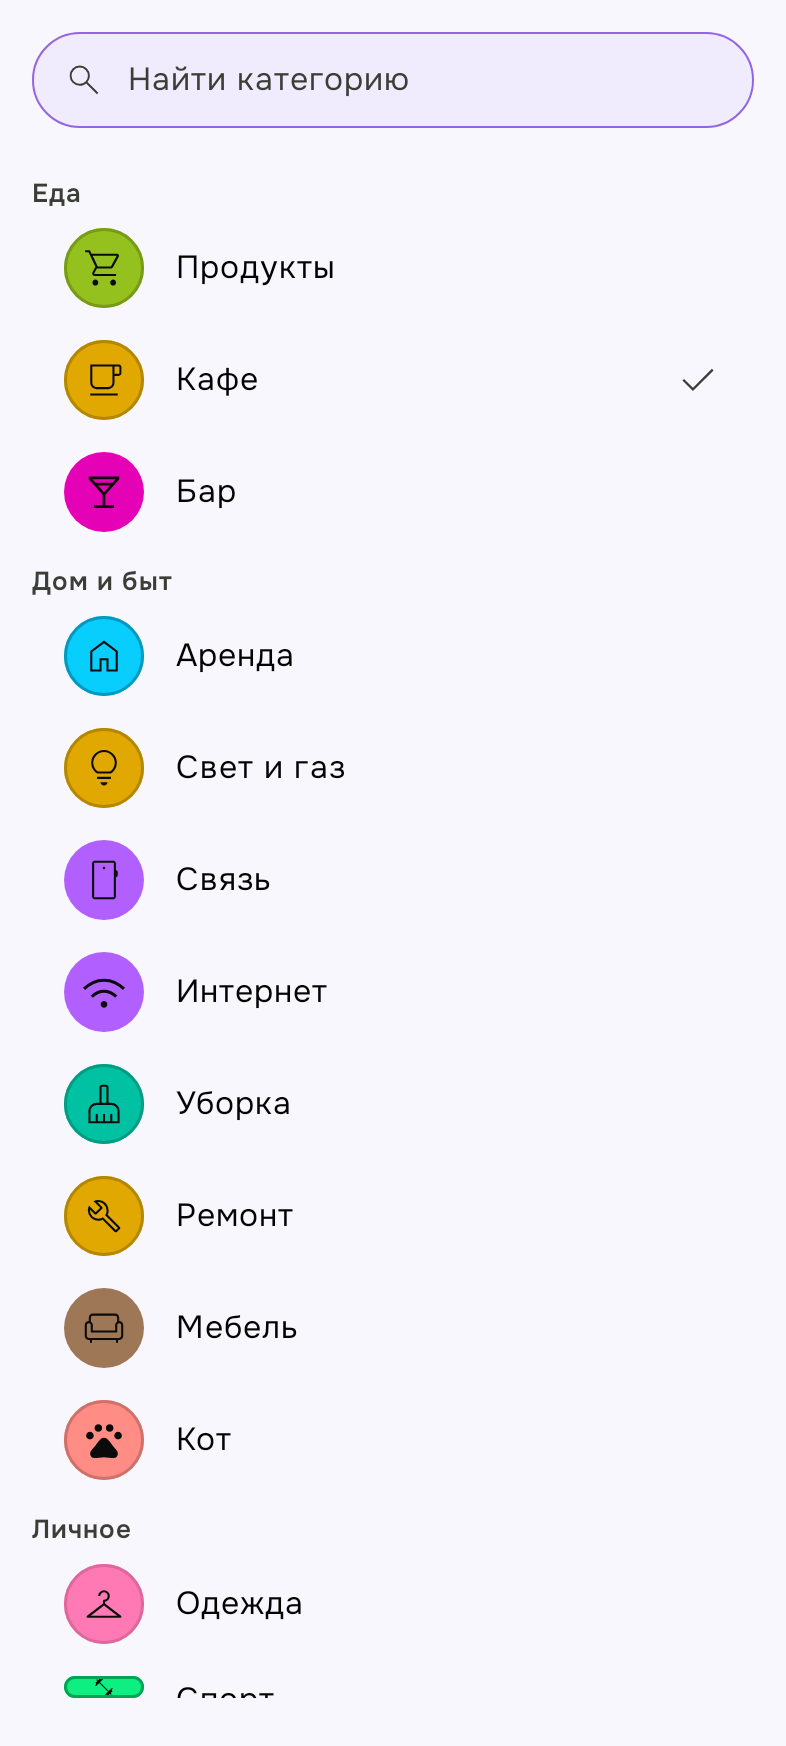 Найти категорию
Еда
Продукты
Кафе
Бар
Дом и быт
Аренда
Свет и газ
Связь
Интернет
Уборка
Ремонт
Мебель
Кот
Личное
Одежда
Спорт